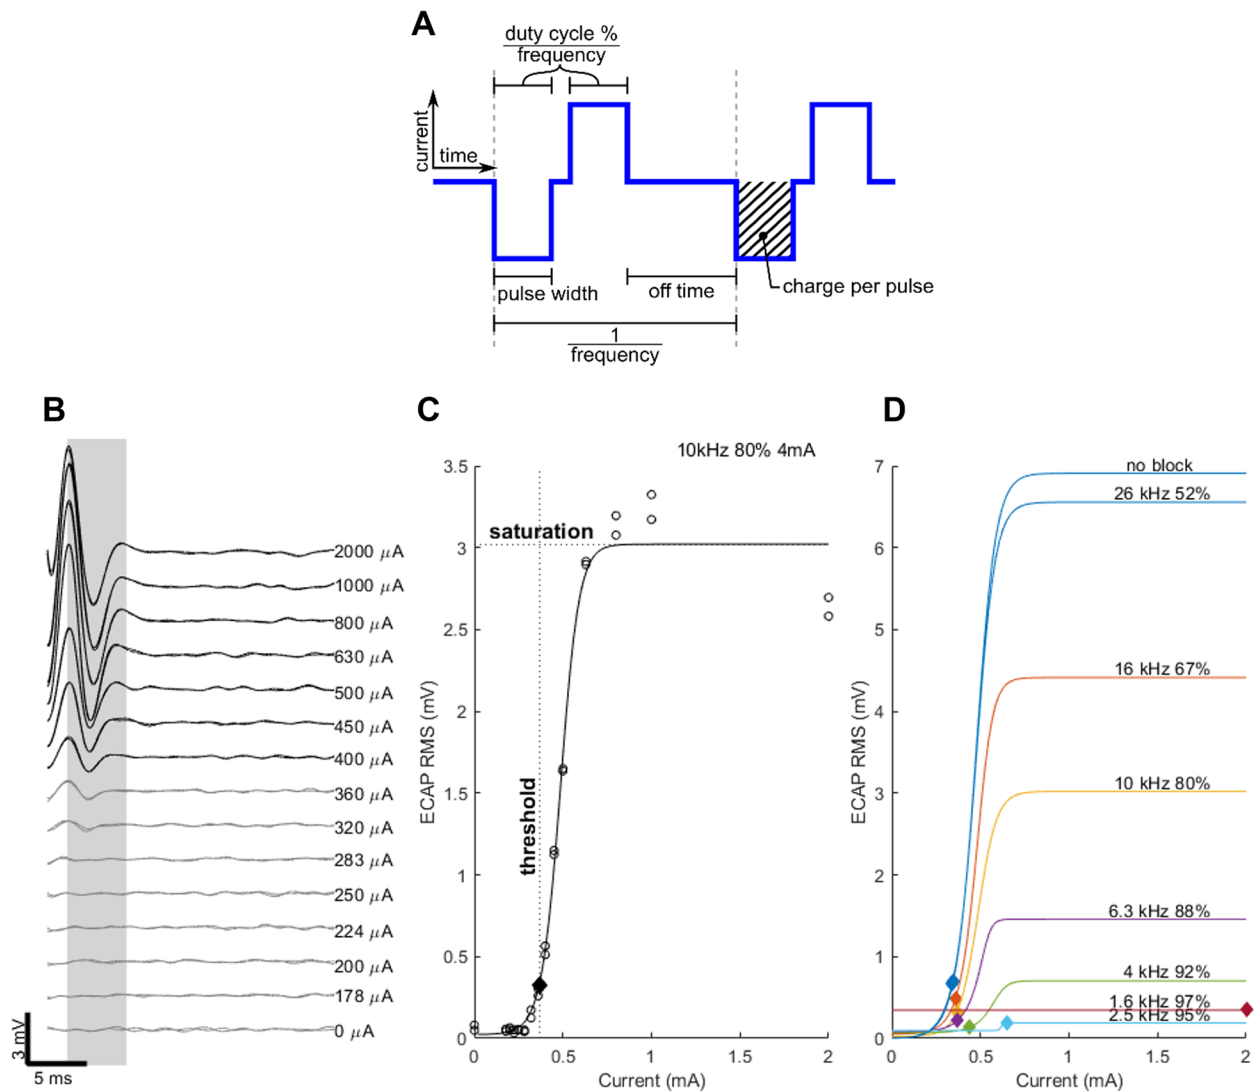 A
duty cycle %
frequency
current
time
pulse width
off time
charge per pulse
1
frequency
B
2000 μA
1000 μA
800 μA
630 μA
500 μA
450 μA
400 μA
360 μA
320 μA
283 μA
250 μA
224 μA
200 μA
178 μA
0 μA
3 mV
5 ms
C
10kHz 80% 4mA
3.5
3
2.5
2
1.5
1
0.5
0
ECAP RMS (mV)
saturation
threshold
0
0.5
1
1.5
2
Current (mA)
D
7
6
5
4
3
2
1
0
ECAP RMS (mV)
no block
26 kHz 52%
16 kHz 67%
10 kHz 80%
6.3 kHz 88%
4 kHz 92%
1.6 kHz 97%
2.5 kHz 95%
0
0.5
1
1.5
2
Current (mA)